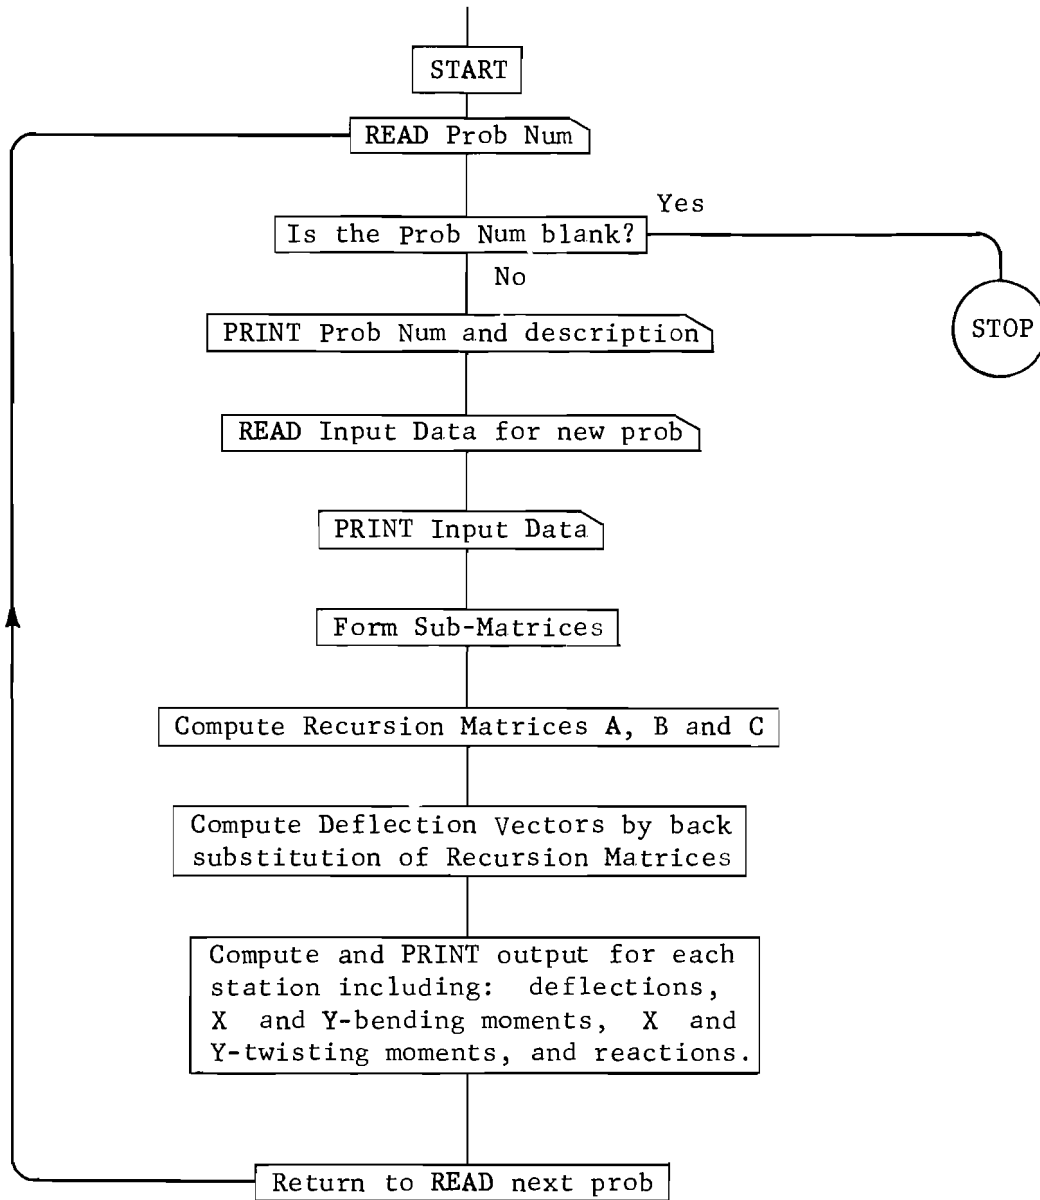 START
READ Prob Num
Is the Prob Num blank?
Yes
No
STOP
PRINT Prob Num and description
READ Input Data for new prob
PRINT Input Data
Form Sub-Matrices
Compute Recursion Matrices A, B and C
Compute Deflection Vectors by back
substitution of Recursion Matrices
Compute and PRINT output for each
station including: deflections,
X and Y-bending moments, X and
Y-twisting moments, and reactions.
Return to READ next prob